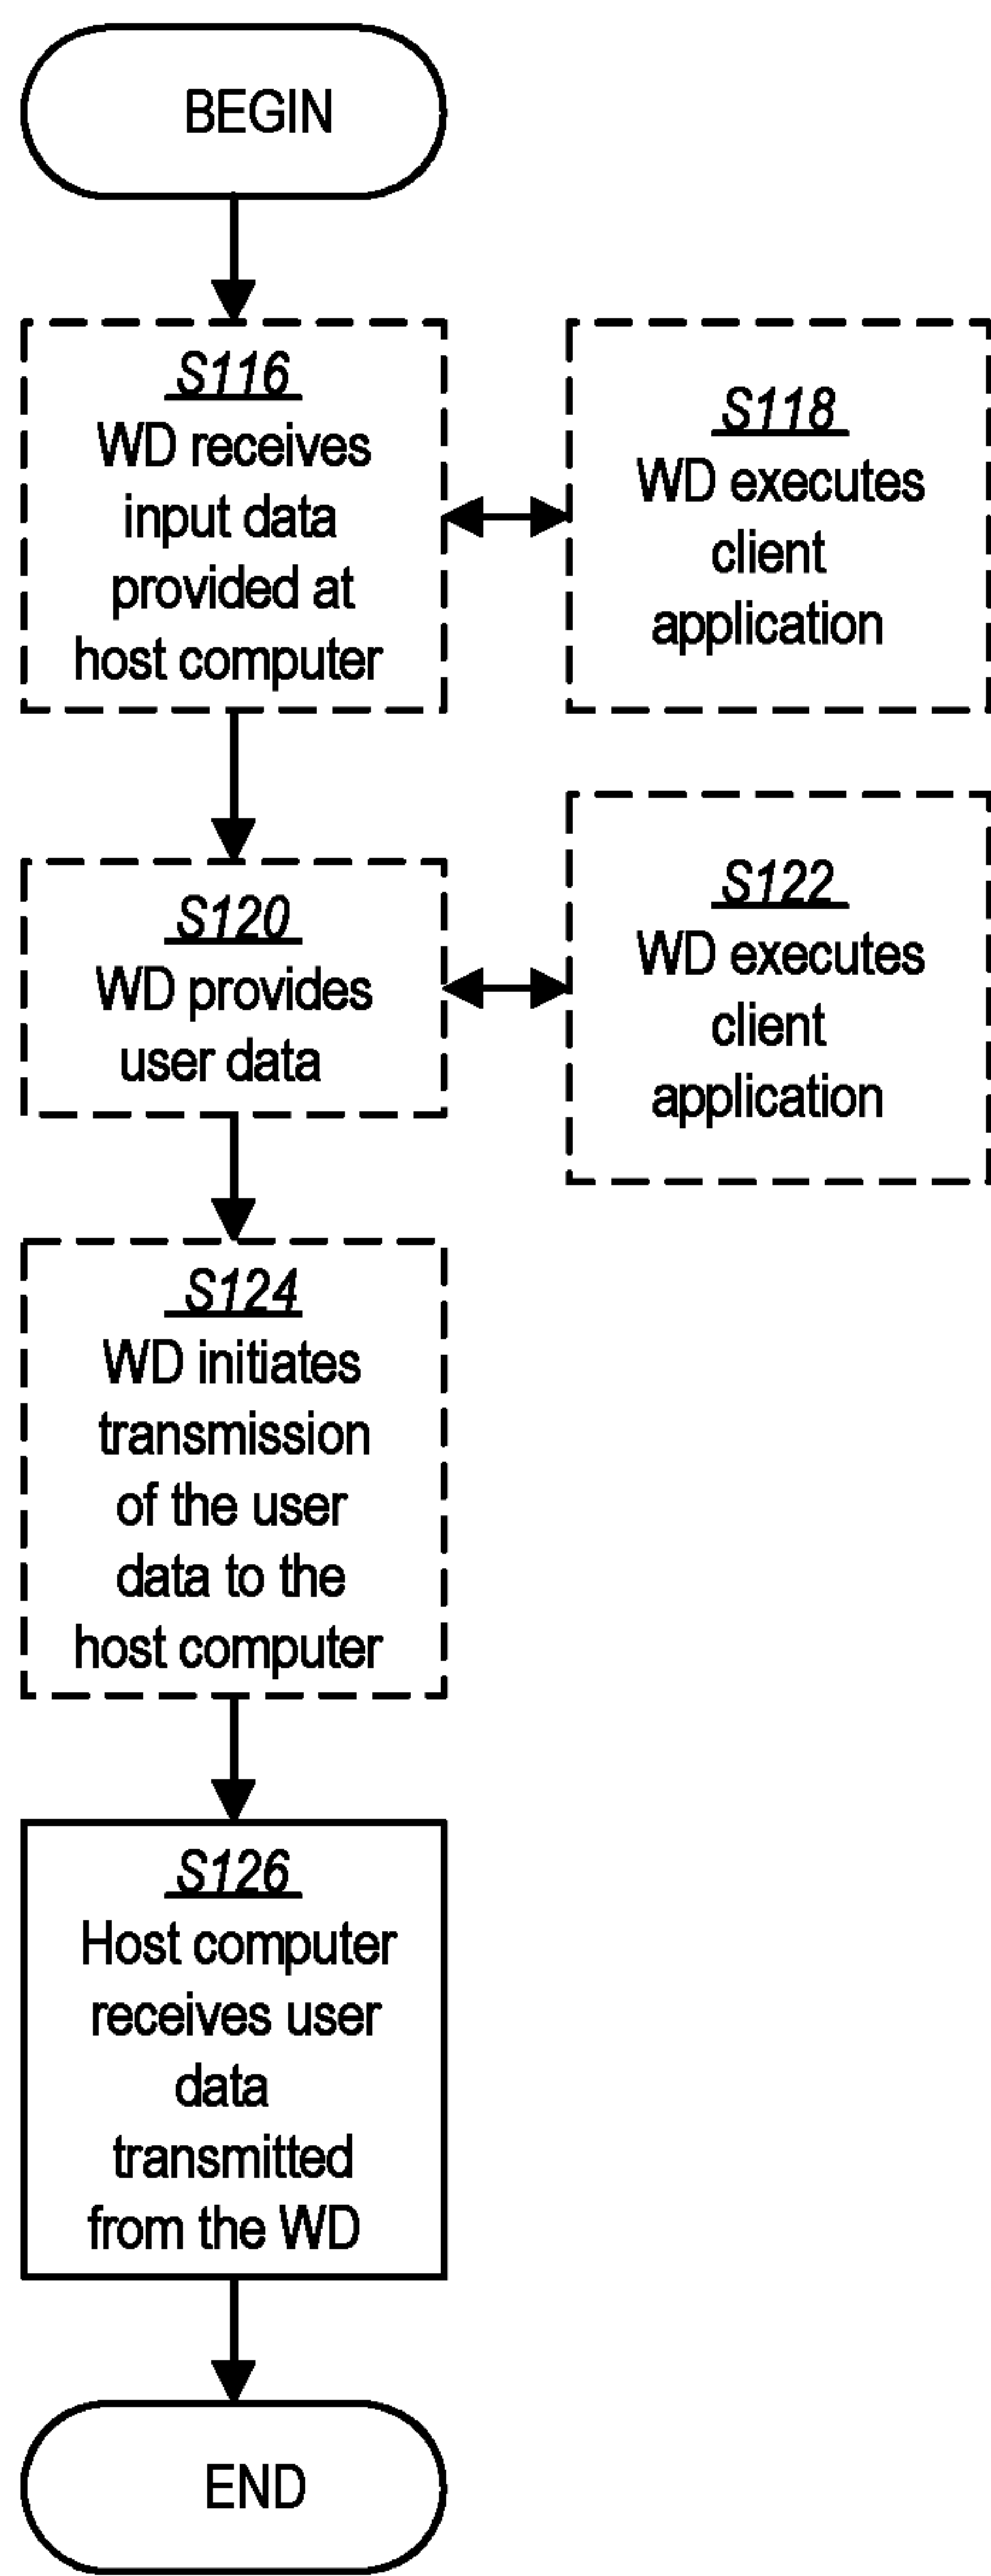 BEGIN
S116
WD receives
input data
provided at
host computer
S118
WD executes
client
application
S120
WD provides
user data
S122
WD executes
client
application
S124
WD initiates
transmission
of the user
data to the
host computer
S126
Host computer
receives user
data
transmitted
from the WD
END